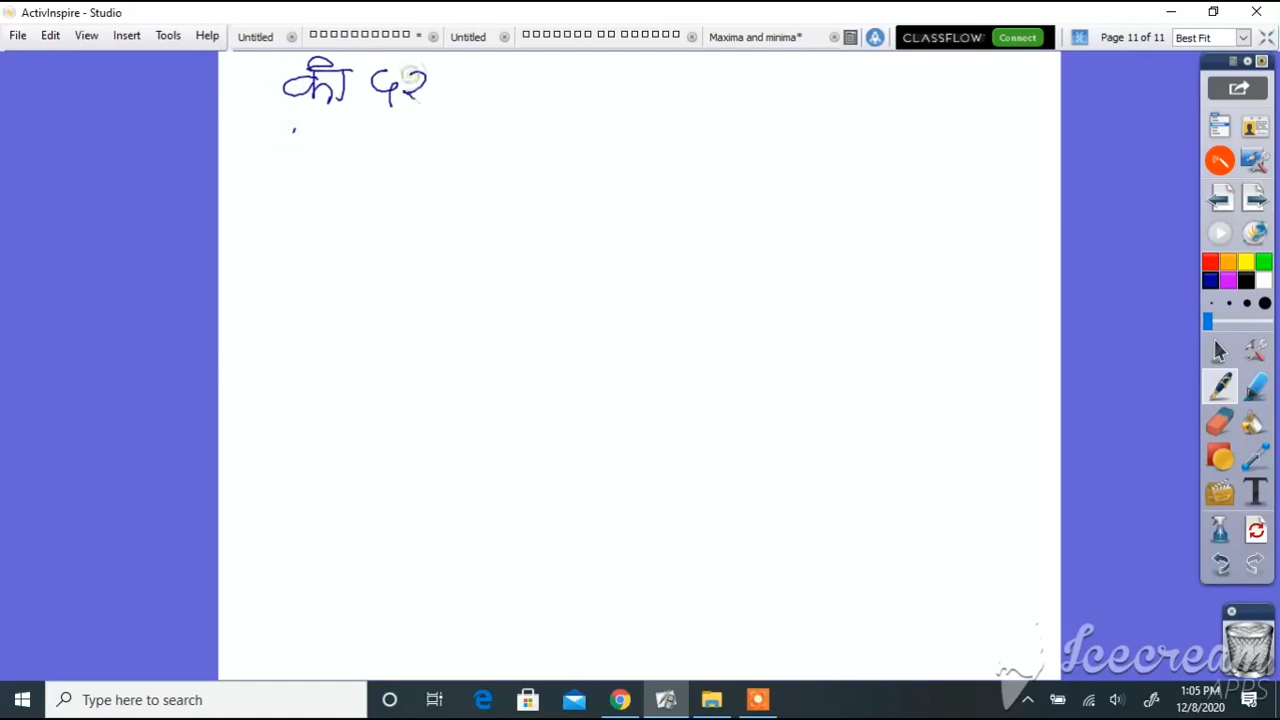 ActivInspire - Studio
File Edit View Insert Tools Help Untitled □□□□□□□□□□ * Untitled □□□□□□□□ □□ □□□□□□ Maxima and minima* CLASSFLOW Connect Page 11 of 11 Best Fit
की दर
T
Icecream
APPS
Type here to search
1:05 PM
12/8/2020